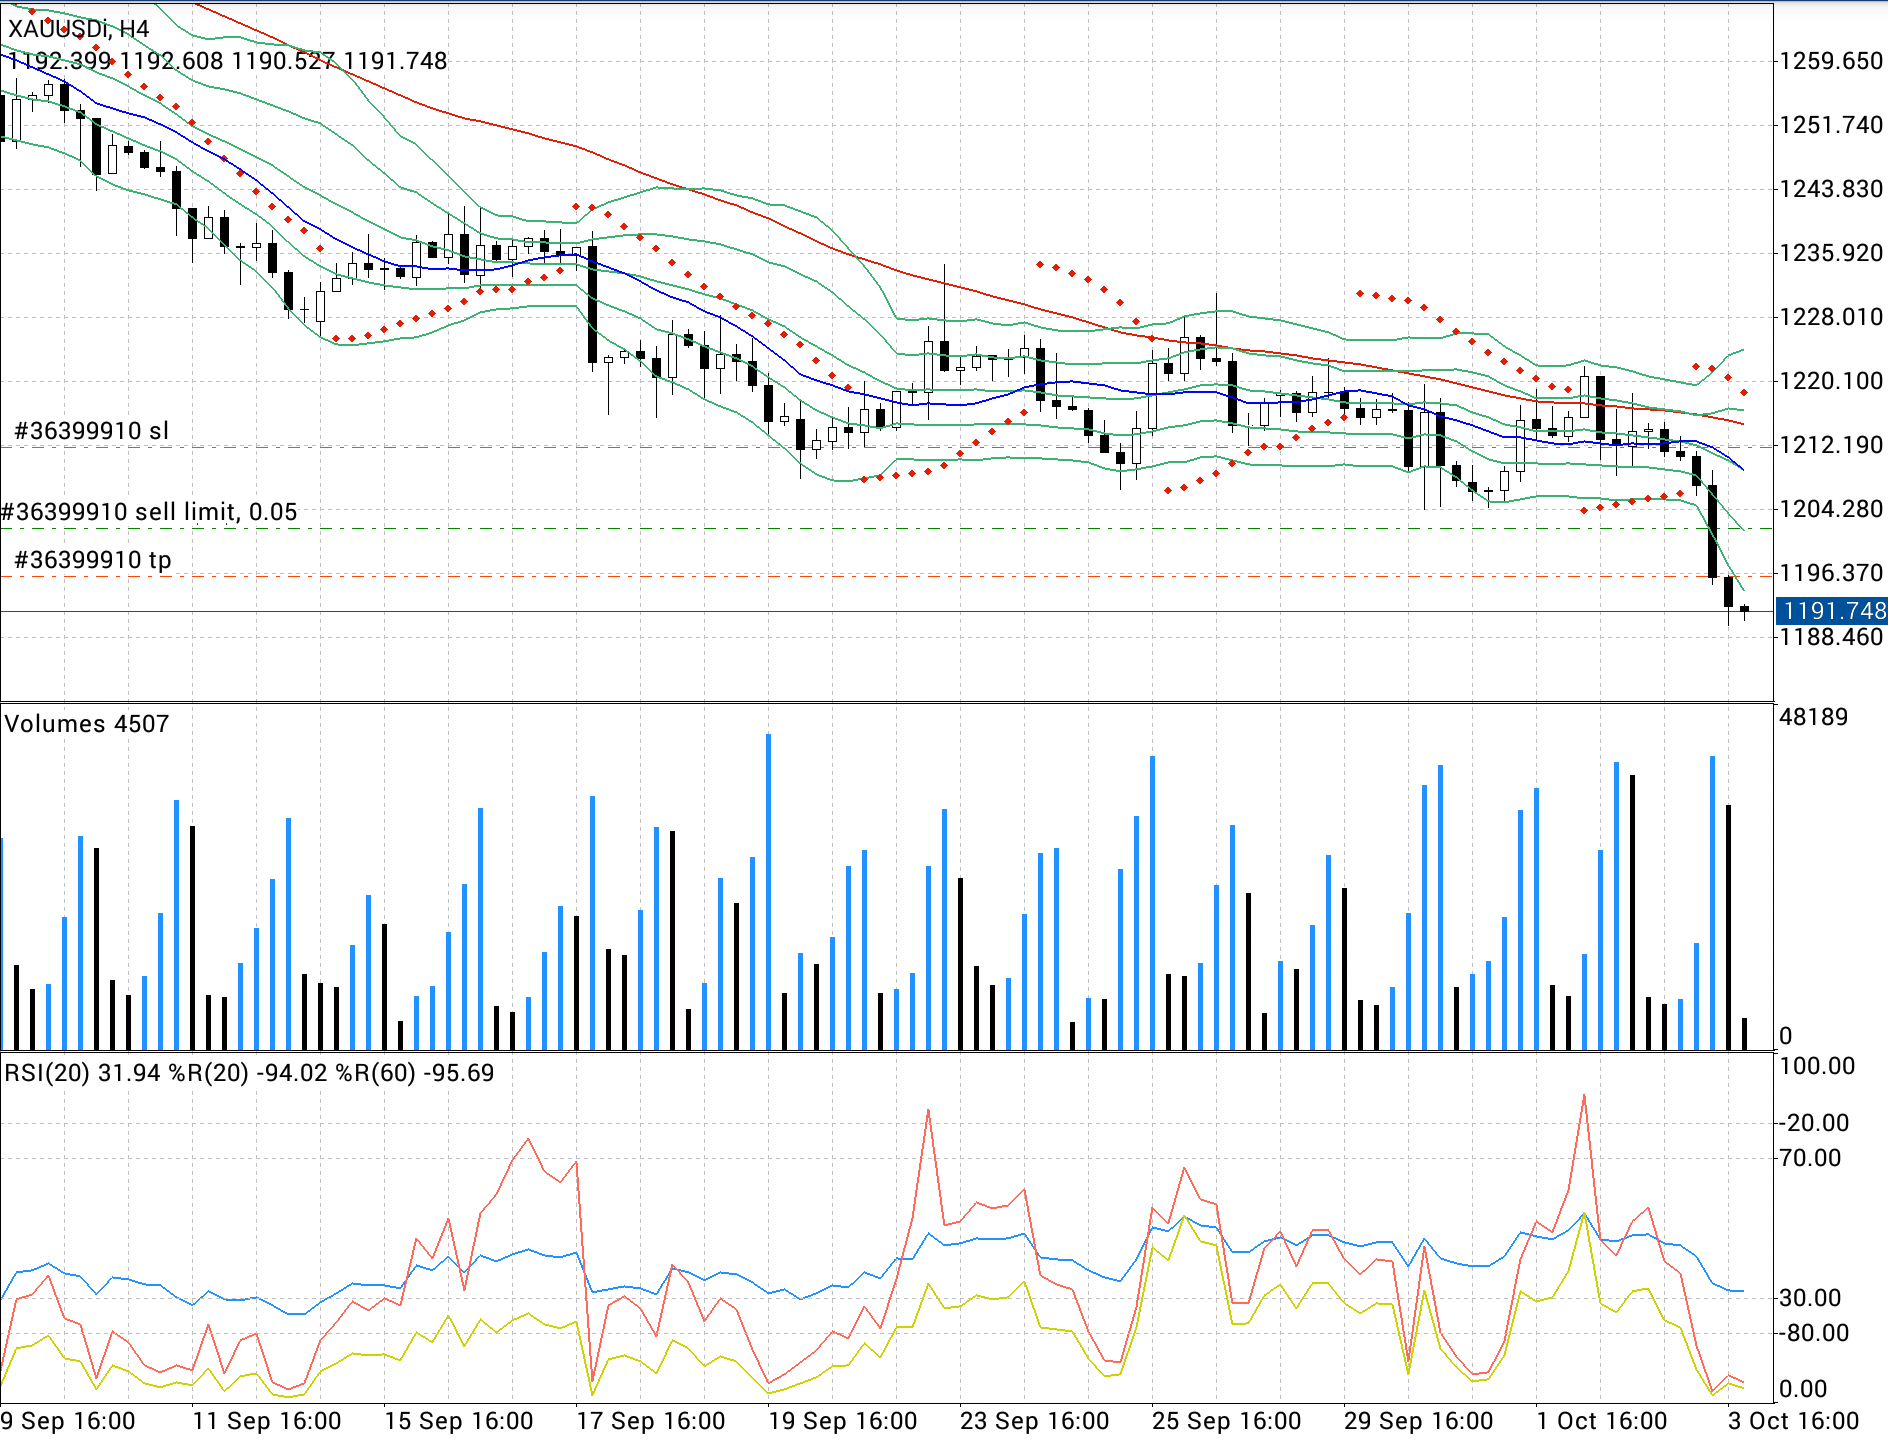 XAUUSDi, H4
1192.399 1192.608 1190.527 1191.748
1259.650
1251.740
1243.830
1235.920
1228.010
1220.100
#36399910 sl
1212.190
#36399910 sell limit, 0.05
1204.280
#36399910 tp
1196.370
1191.748
1188.460
Volumes 4507
48189
0
RSI(20) 31.94 %R(20) -94.02 %R(60) -95.69
100.00
-20.00
70.00
30.00
-80.00
0.00
9 Sep 16:00 11 Sep 16:00 15 Sep 16:00 17 Sep 16:00 19 Sep 16:00 23 Sep 16:00 25 Sep 16:00 29 Sep 16:00 1 Oct 16:00 3 Oct 16:00